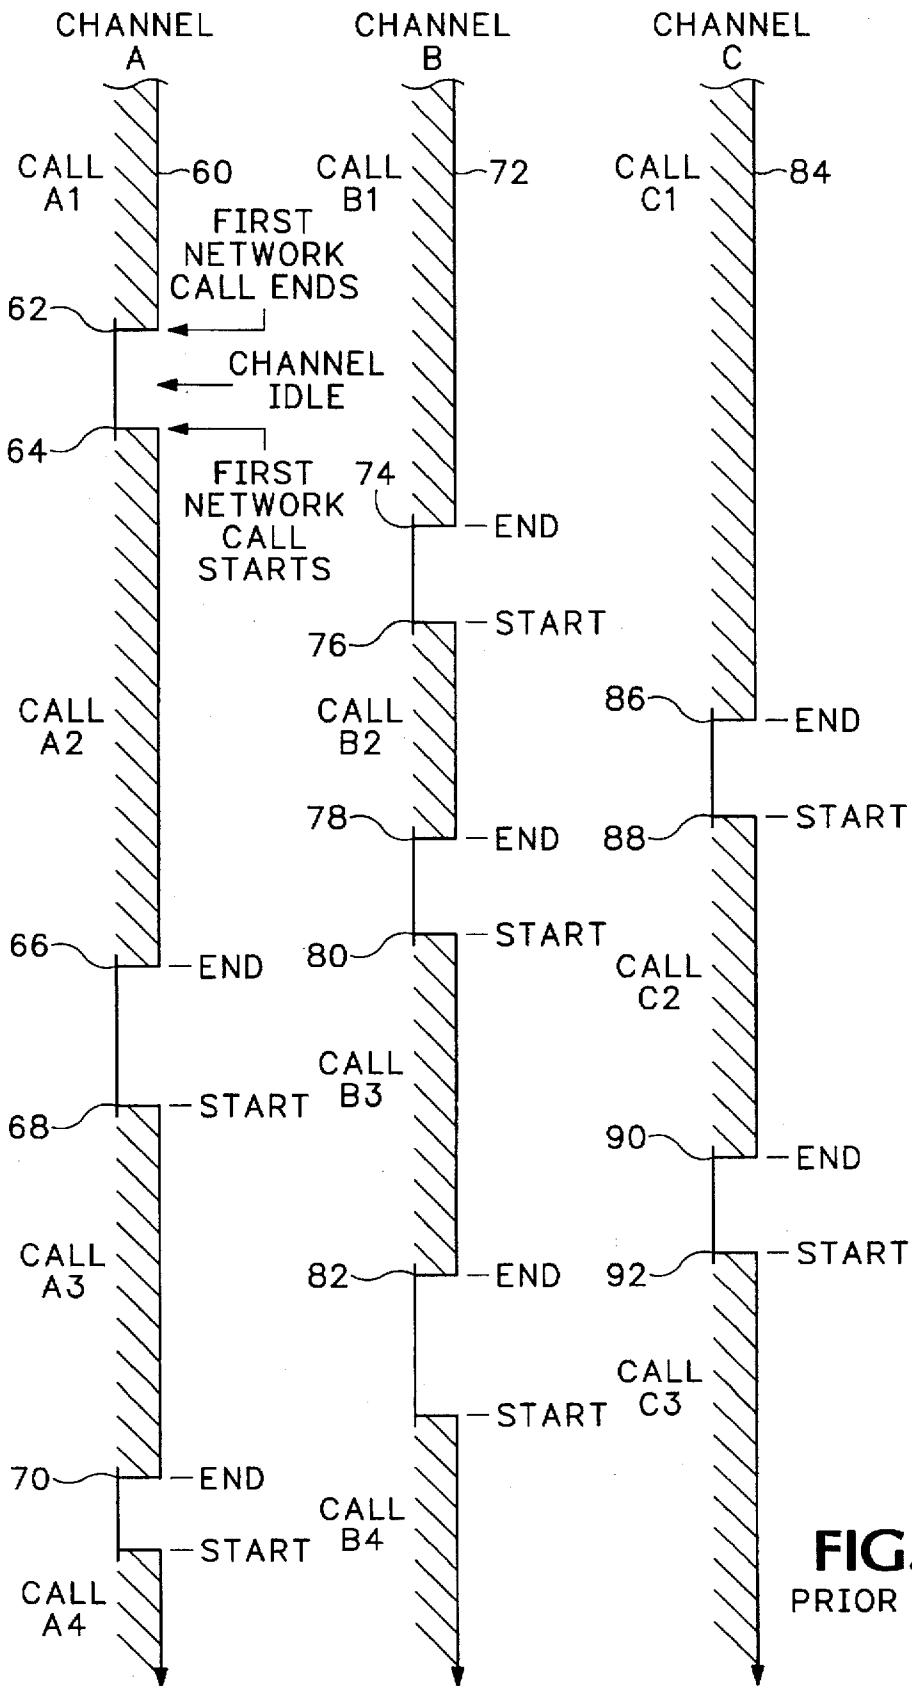 CHANNEL
A
CHANNEL
B
CHANNEL
C
CALL
A1
60
CALL
B1
72
CALL
C1
84
FIRST
NETWORK
CALL ENDS
62
CHANNEL
IDLE
64
FIRST
NETWORK
CALL
STARTS
74
END
76
START
CALL
A2
CALL
B2
86
END
78
END
88
START
80
START
66
END
CALL
C2
CALL
B3
68
START
90
END
CALL
A3
82
END
92
START
CALL
C3
START
70
END
CALL
B4
START
CALL
A4
FIG.
PRIOR